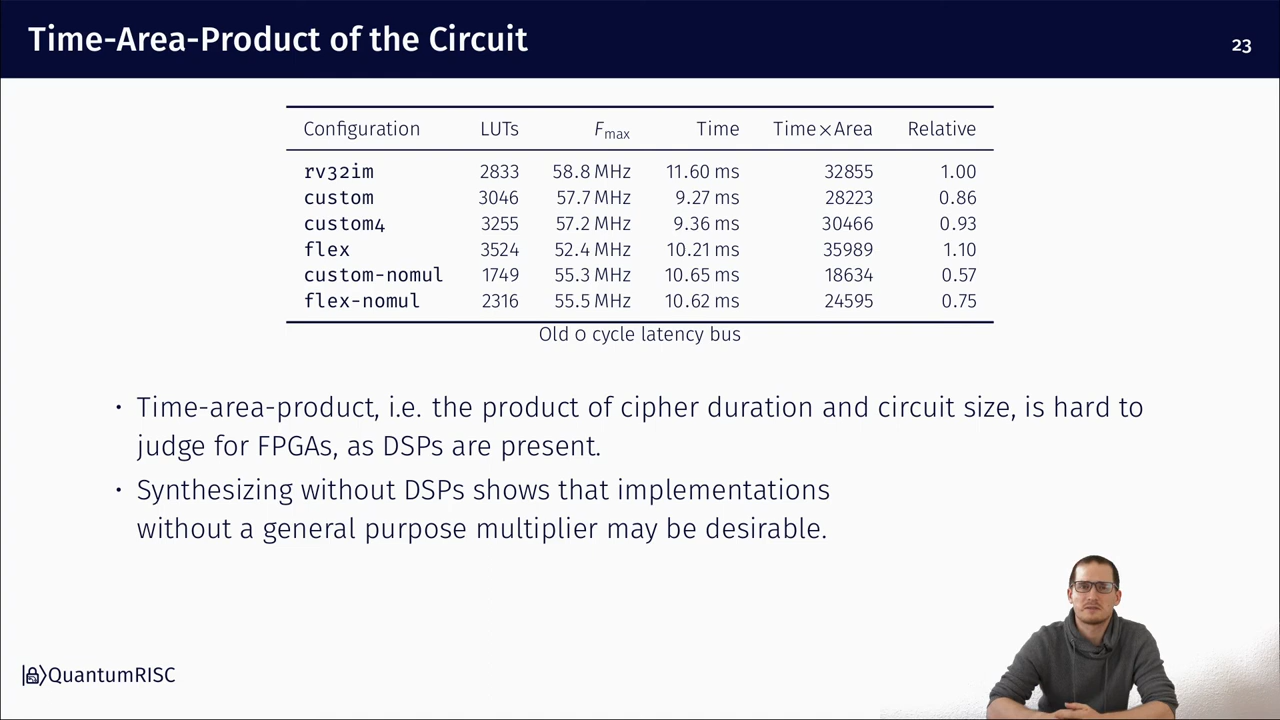 Time-Area-Product of the Circuit
23
Configuration LUTs Fmax Time Time×Area Relative
rv32im 2833 58.8 MHz 11.60 ms 32855 1.00
custom 3046 57.7 MHz 9.27 ms 28223 0.86
custom4 3255 57.2 MHz 9.36 ms 30466 0.93
flex 3524 52.4 MHz 10.21 ms 35989 1.10
custom-nomul 1749 55.3 MHz 10.65 ms 18634 0.57
flex-nomul 2316 55.5 MHz 10.62 ms 24595 0.75
Old 0 cycle latency bus
• Time-area-product, i.e. the product of cipher duration and circuit size, is hard to
judge for FPGAs, as DSPs are present.
• Synthesizing without DSPs shows that implementations
without a general purpose multiplier may be desirable.
QuantumRISC